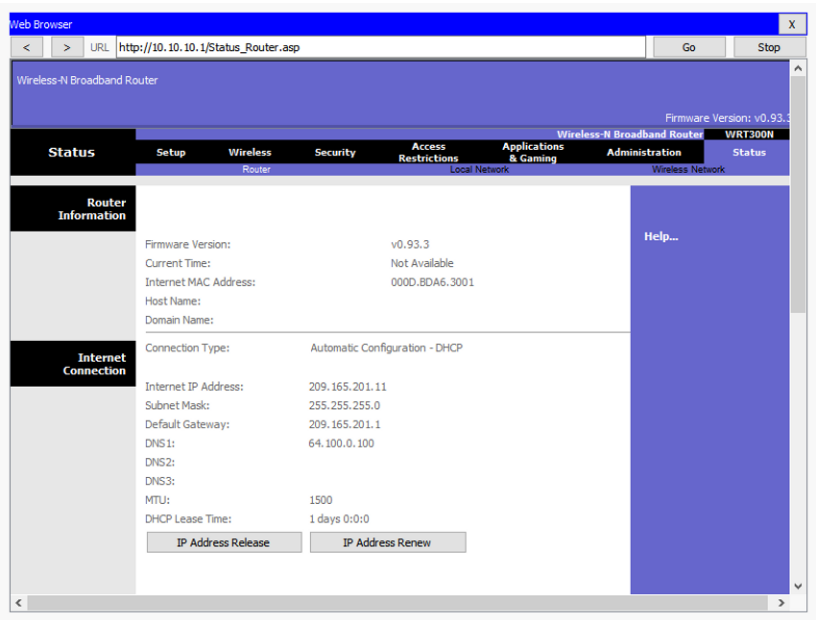 Web Browser X
< > URL http://10.10.10.1/Status_Router.asp Go Stop
Wireless-N Broadband Router
Firmware Version: v0.93.3
Wireless-N Broadband Router WRT300N
Status Setup Wireless Security Access Restrictions Applications & Gaming Administration Status
Router Local Network Wireless Network
Router Information
Help...
Firmware Version: v0.93.3
Current Time: Not Available
Internet MAC Address: 000D.BDA6.3001
Host Name:
Domain Name:
Internet Connection
Connection Type: Automatic Configuration - DHCP
Internet IP Address: 209.165.201.11
Subnet Mask: 255.255.255.0
Default Gateway: 209.165.201.1
DNS1: 64.100.0.100
DNS2:
DNS3:
MTU: 1500
DHCP Lease Time: 1 days 0:0:0
IP Address Release IP Address Renew